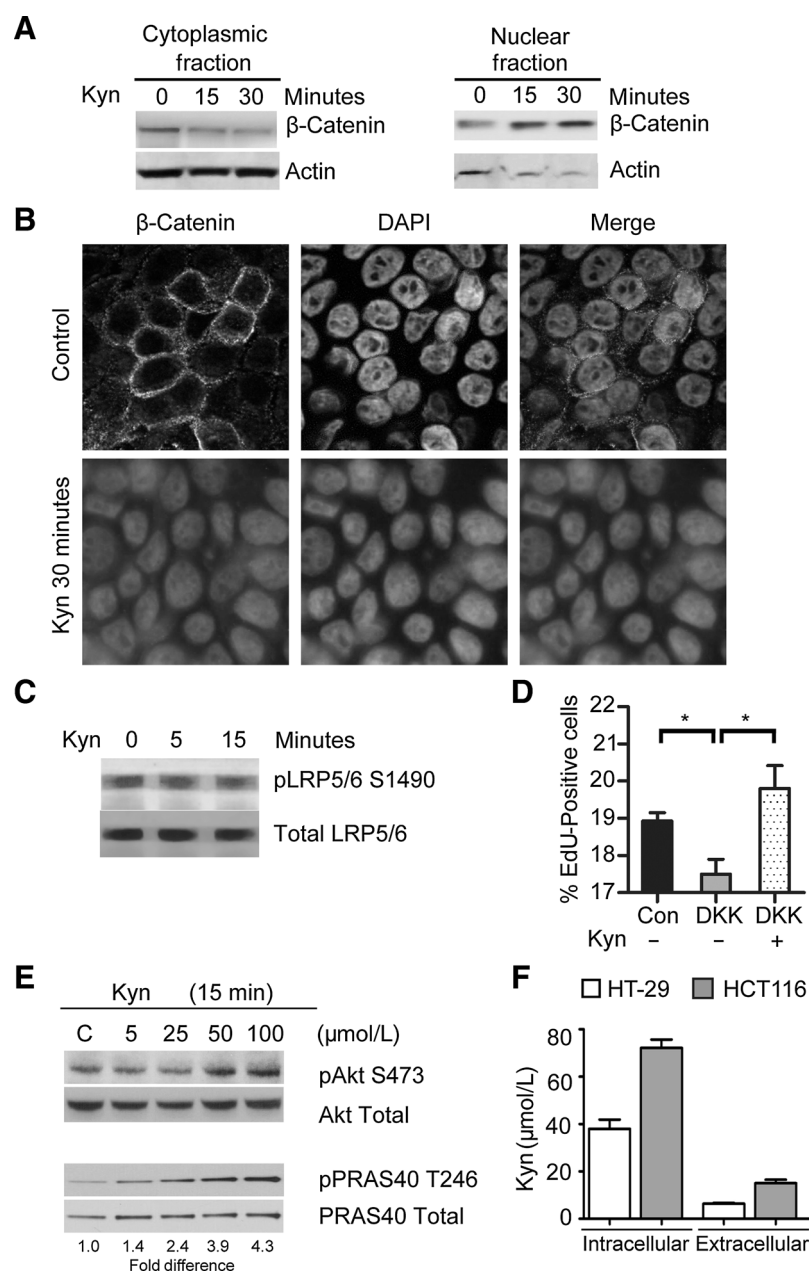 A
Cytoplasmic fraction
Nuclear fraction
Kyn 0 15 30 Minutes
0 15 30 Minutes
β-Catenin
β-Catenin
Actin
Actin
B
β-Catenin DAPI Merge
Control
Kyn 30 minutes
C
Kyn 0 5 15 Minutes
pLRP5/6 S1490
Total LRP5/6
D
% EdU-Positive cells
22
21
20
19
18
17
* *
Con DKK DKK
Kyn – – +
E
Kyn (15 min)
C 5 25 50 100 (µmol/L)
pAkt S473
Akt Total
pPRAS40 T246
PRAS40 Total
1.0 1.4 2.4 3.9 4.3
Fold difference
F
HT-29 HCT116
Kyn (µmol/L)
80
60
40
20
0
Intracellular Extracellular